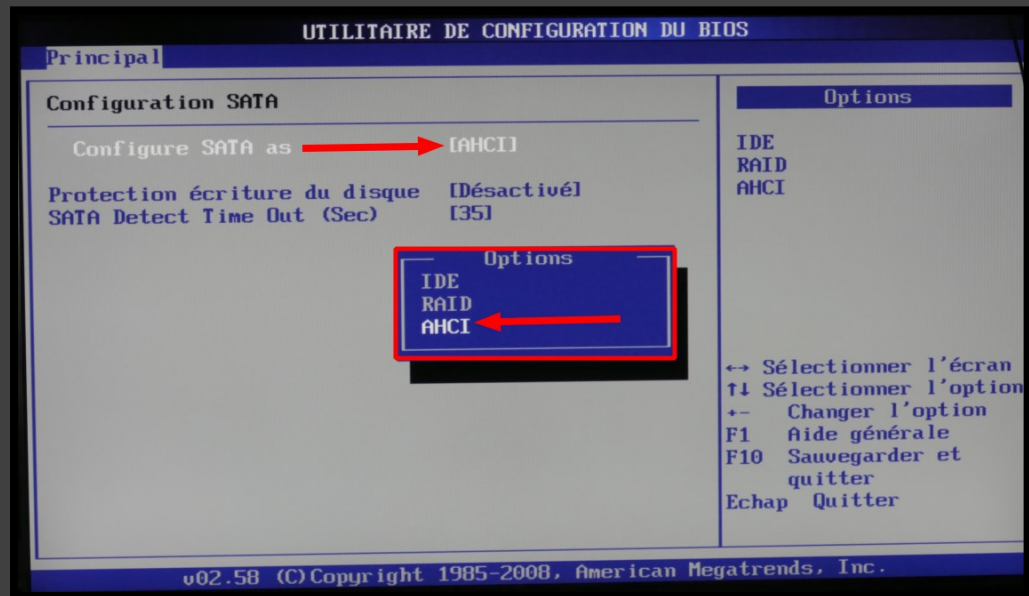 UTILITAIRE DE CONFIGURATION DU BIOS
Principal
Configuration SATA
Configure SATA as [AHCI]
Protection écriture du disque [Désactivé]
SATA Detect Time Out (Sec) [35]
Options
IDE
RAID
AHCI
Options
IDE
RAID
AHCI
←→ Sélectionner l'écran
↑↓ Sélectionner l'option
+- Changer l'option
F1 Aide générale
F10 Sauvegarder et
quitter
Echap Quitter
v02.58 (C)Copyright 1985-2008, American Megatrends, Inc.